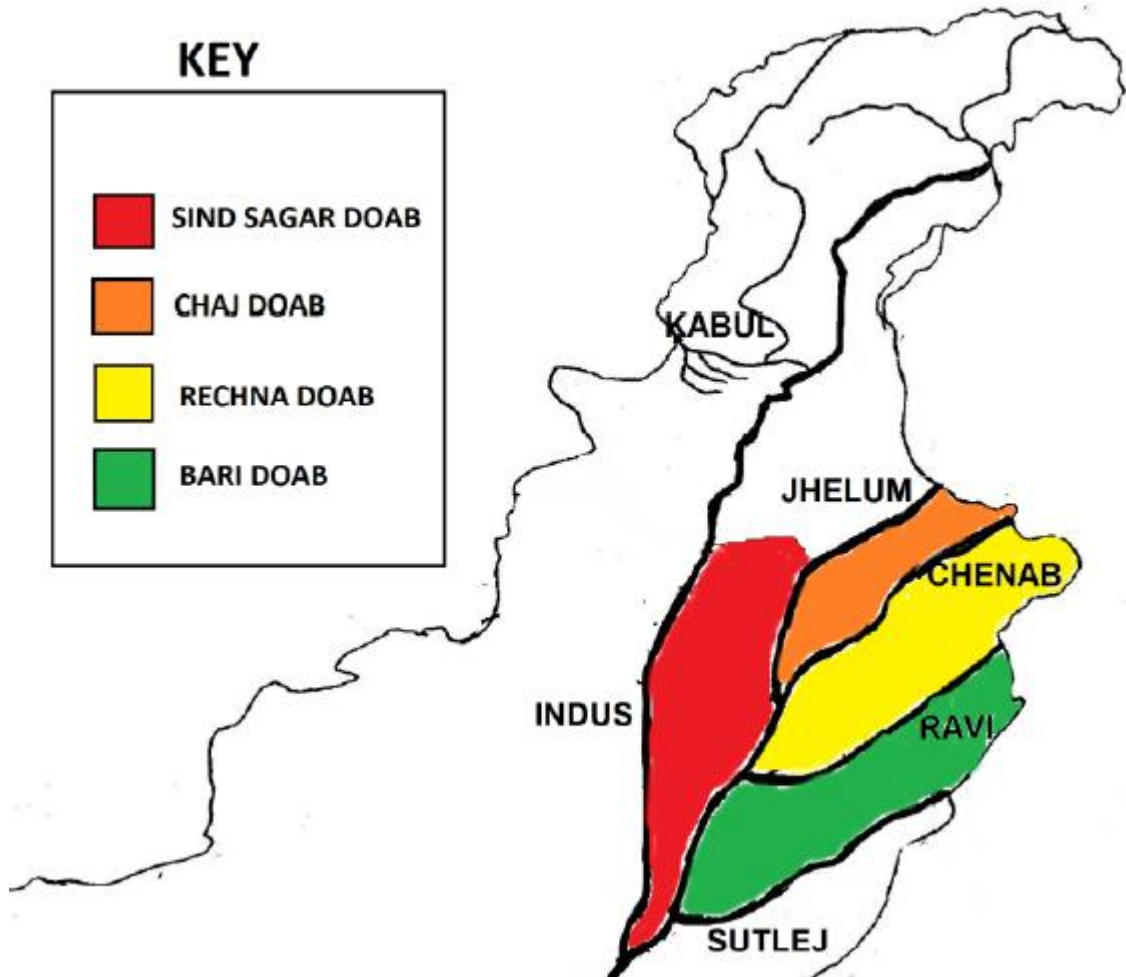 KEY
SIND SAGAR DOAB
CHAJ DOAB
RECHNA DOAB
BARI DOAB
KABUL
JHELUM
CHENAB
INDUS
RAVI
SUTLEJ